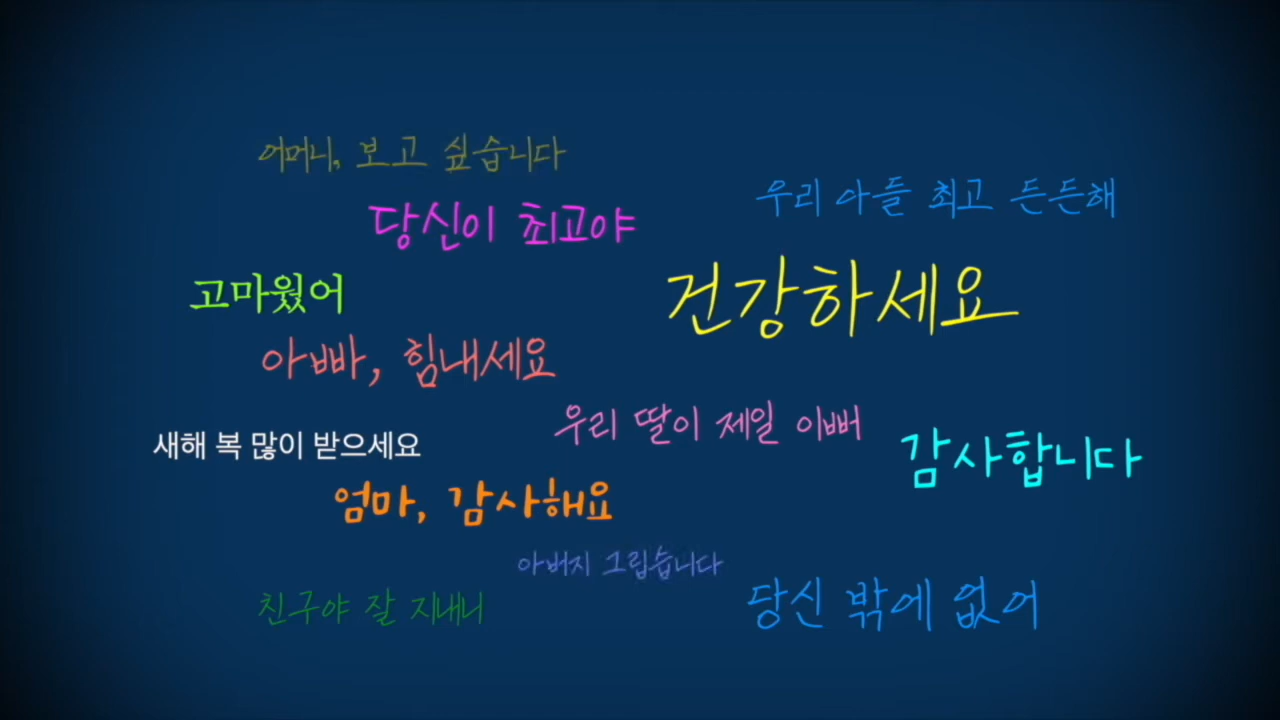 어머니, 보고 싶습니다
우리 아들 최고 든든해
당신이 최고야
고마웠어
건강하세요
아빠, 힘내세요
우리 딸이 제일 이뻐
새해 복 많이 받으세요
감사합니다
엄마, 감사해요
아버지 그립습니다
친구야 잘 지내니
당신 밖에 없어